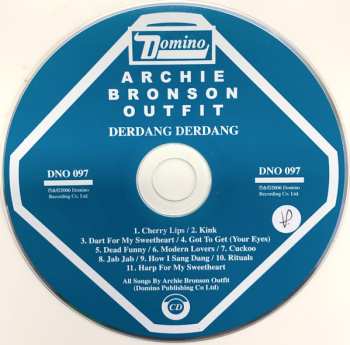 Domino
ARCHIE
BRONSON
OUTFIT
DERDANG DERDANG
DNO 097
DNO 097
℗&©2006 Domino
Recording Co. Ltd.
℗&©2006 Domino
Recording Co. Ltd.
1. Cherry Lips / 2. Kink
3. Dart For My Sweetheart / 4. Got To Get (Your Eyes)
5. Dead Funny / 6. Modern Lovers / 7. Cuckoo
8. Jab Jab / 9. How I Sang Dang / 10. Rituals
11. Harp For My Sweetheart
All Songs By Archie Bronson Outfit
(Domino Publishing Co Ltd)
CD